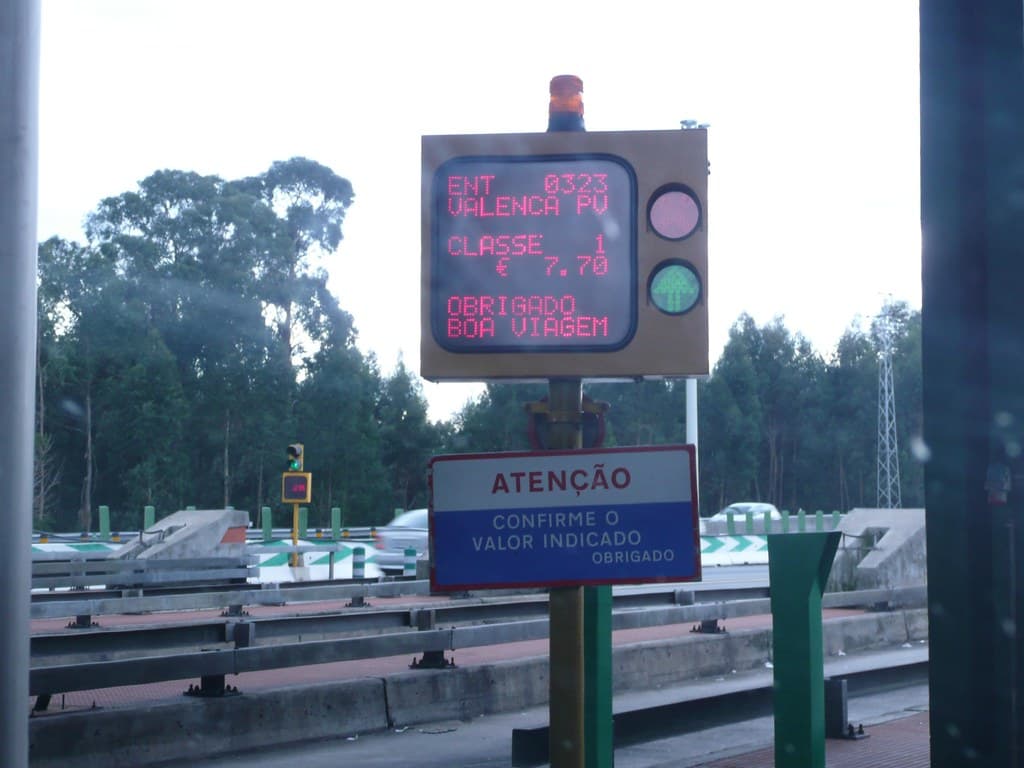 ENT 0323
VALENCA PV
CLASSE 1
€ 7.70
OBRIGADO
BOA VIAGEM
ATENÇÃO
CONFIRME O
VALOR INDICADO
OBRIGADO